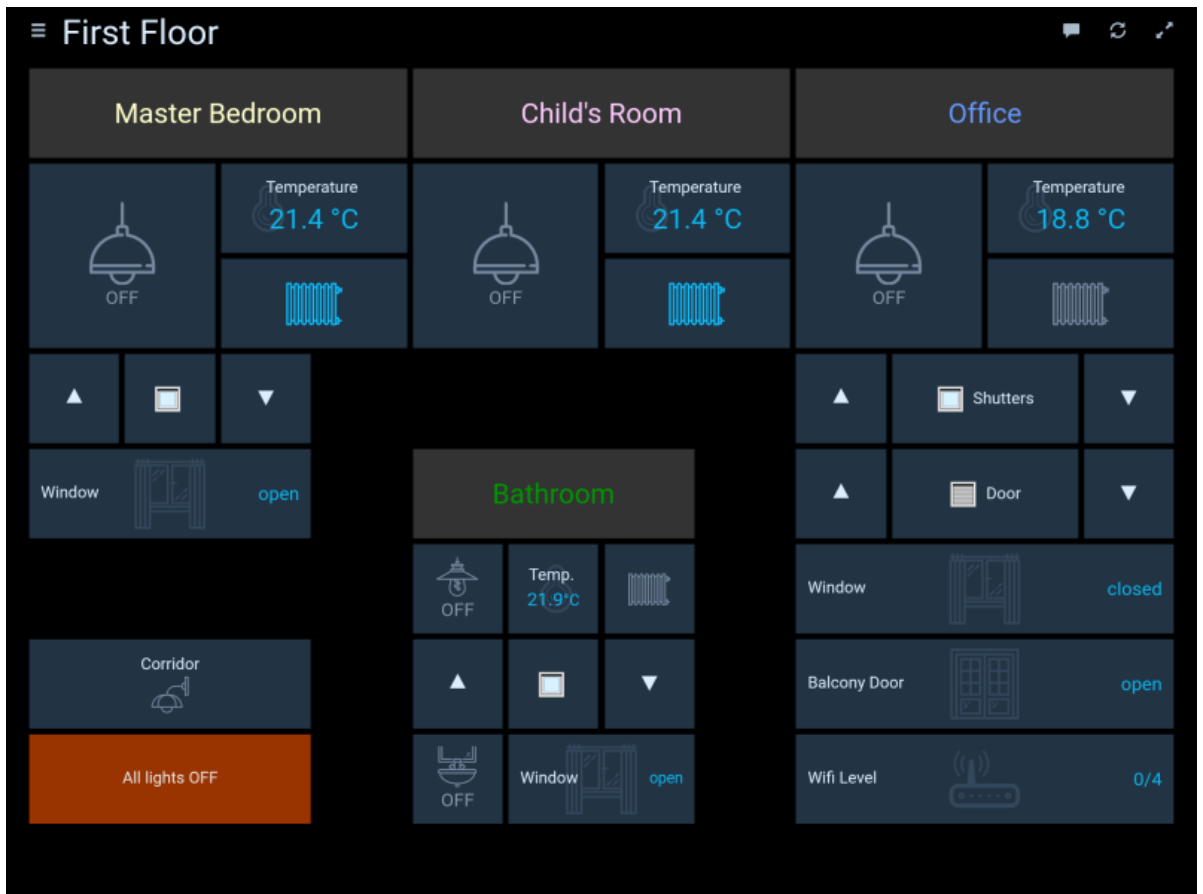 First Floor
Master Bedroom
Child's Room
Office
Temperature
21.4 °C
OFF
Temperature
21.4 °C
OFF
Temperature
18.8 °C
OFF
▲
▼
▲
Shutters
▼
Window
open
Bathroom
▲
Door
▼
OFF
Temp.
21.9°C
Window
closed
Corridor
▲
▼
Balcony Door
open
All lights OFF
OFF
Window
open
Wifi Level
0/4